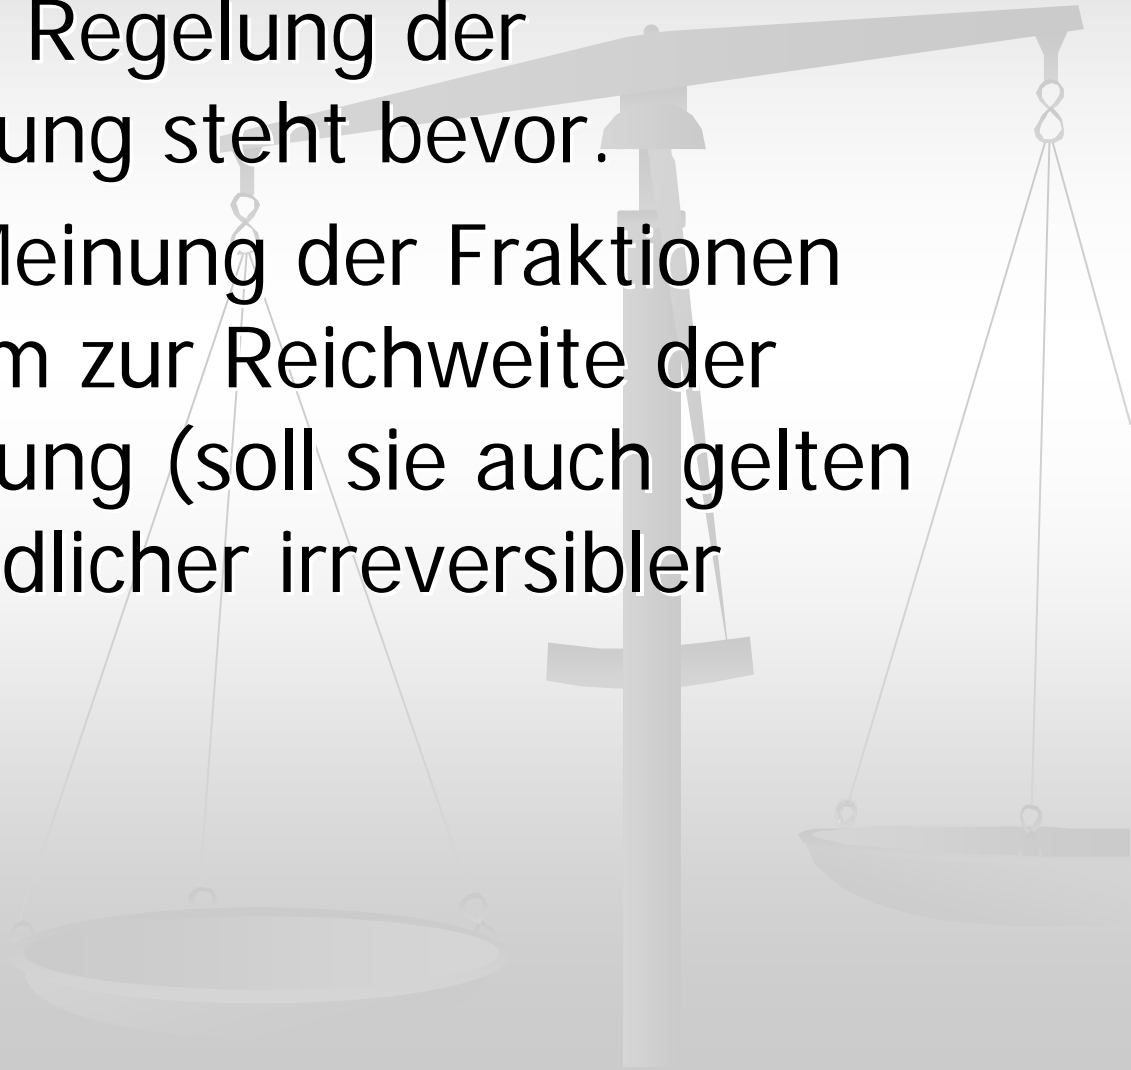 Regelung der
ung steht bevor.
leinung der Fraktionen
m zur Reichweite der
ung (soll sie auch gelten
dlicher irreversibler